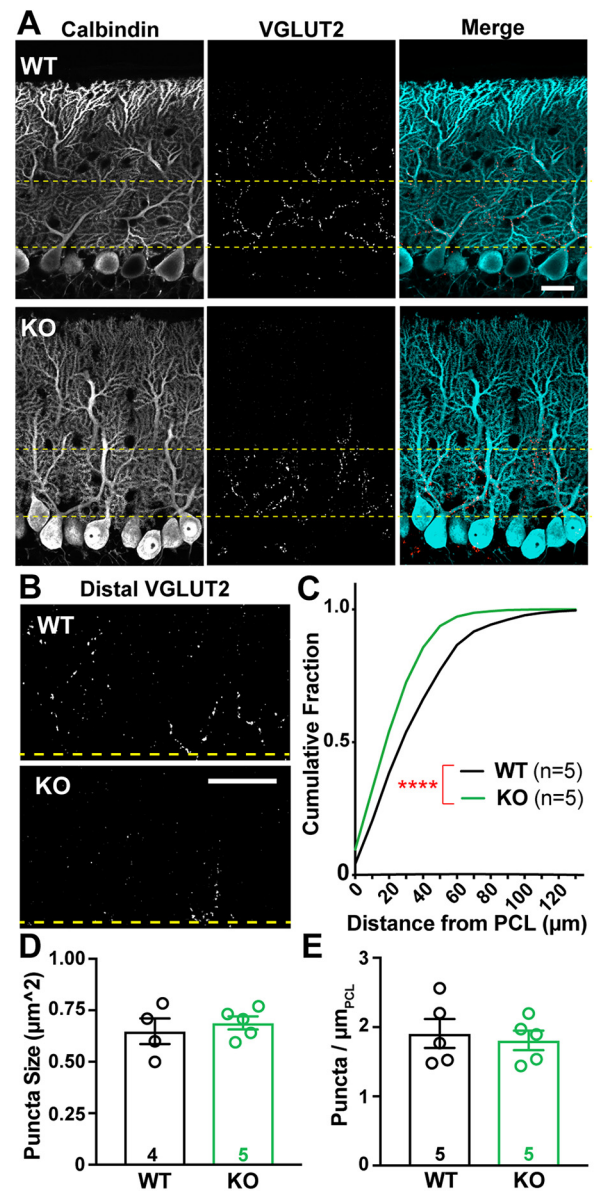 A
Calbindin VGLUT2 Merge
WT
KO
B
Distal VGLUT2
WT
KO
C
Cumulative Fraction
1.0
0.5
0
**** WT (n=5)
KO (n=5)
0 20 40 60 80 100 120
Distance from PCL (µm)
D
Puncta Size (µm^2)
1.00
0.75
0.50
0.25
0
4 5
WT KO
E
Puncta / µmPCL
3
2
1
0
5 5
WT KO